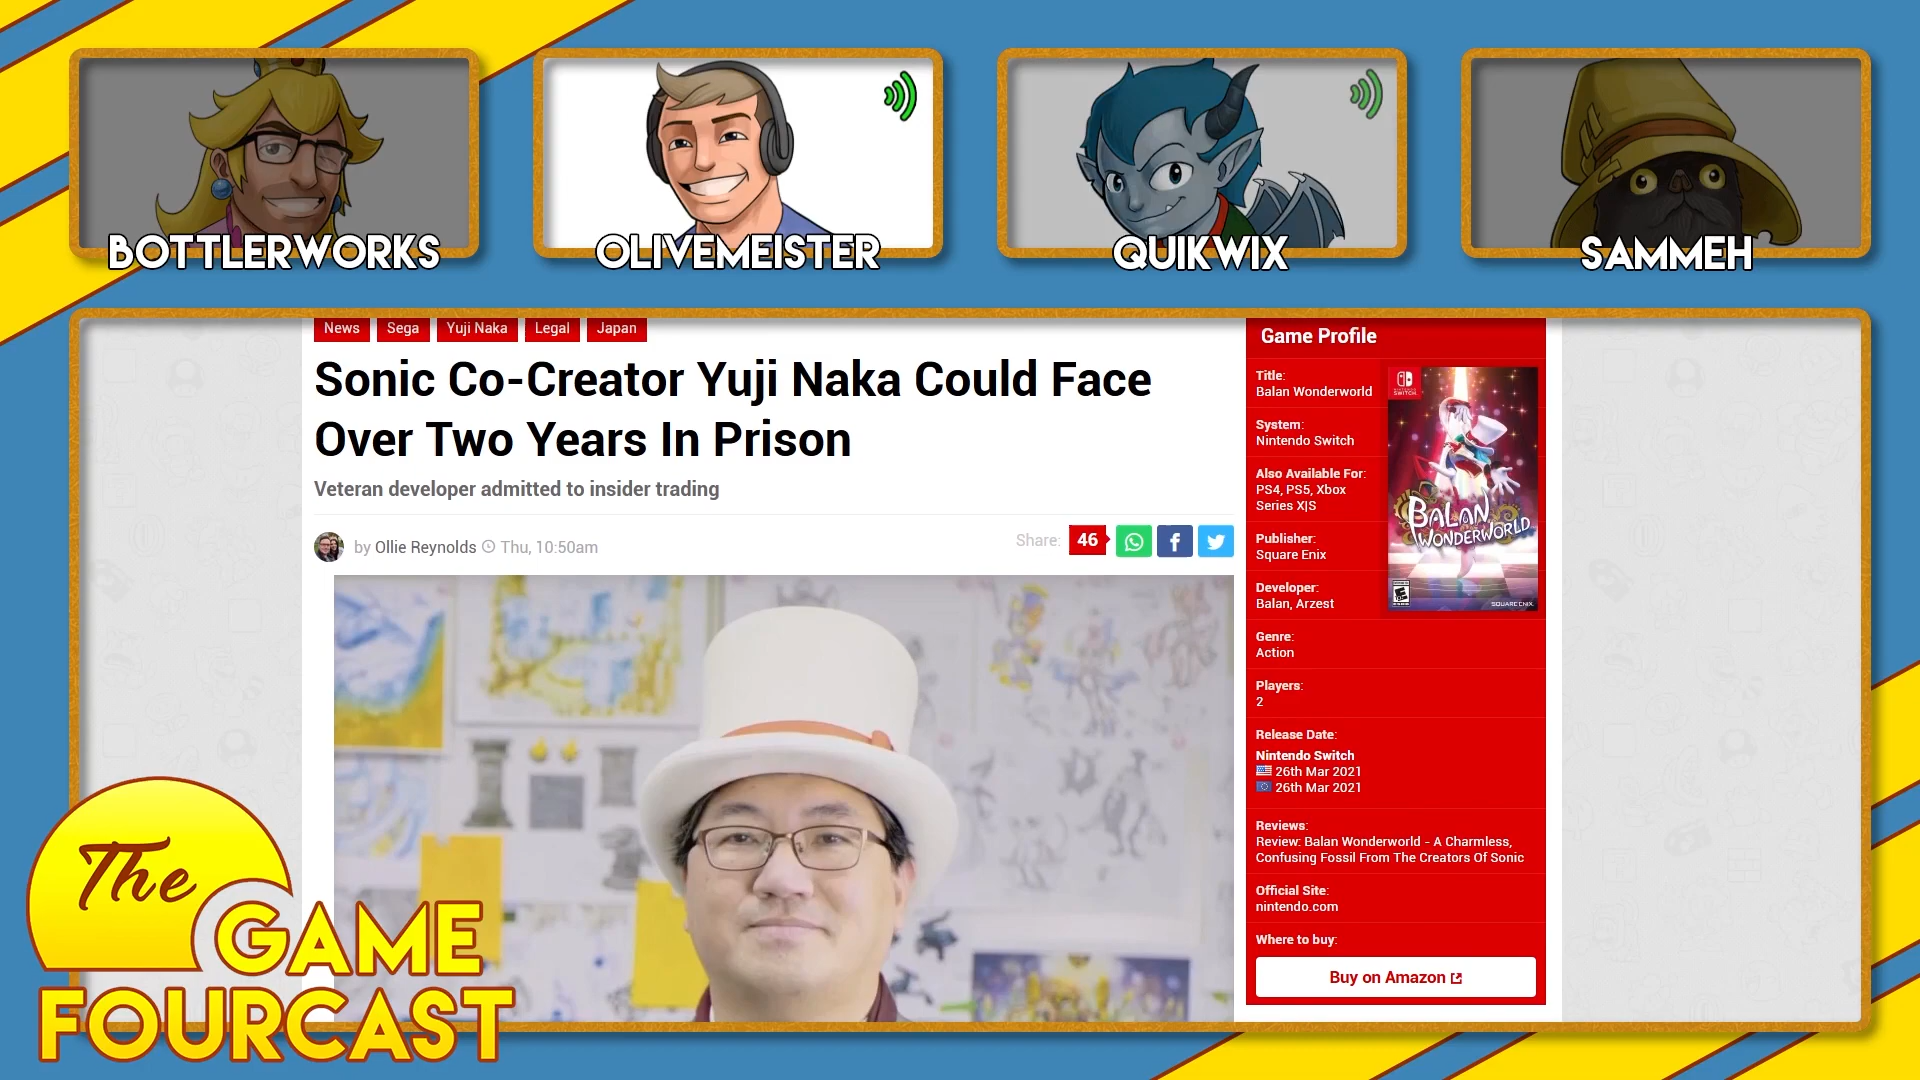 BOTTLERWORKS
OLIVEMEISTER
QUIKWIX
SAMMEH
News
Sega
Yuji Naka
Legal
Japan
Sonic Co-Creator Yuji Naka Could Face
Over Two Years In Prison
Veteran developer admitted to insider trading
by Ollie Reynolds Thu, 10:50am
Share: 46
Game Profile
Title:
Balan Wonderworld
System:
Nintendo Switch
Also Available For:
PS4, PS5, Xbox
Series X|S
Publisher:
Square Enix
Developer:
Balan, Arzest
Genre:
Action
Players:
2
Release Date:
Nintendo Switch
26th Mar 2021
26th Mar 2021
Reviews:
Review: Balan Wonderworld - A Charmless,
Confusing Fossil From The Creators Of Sonic
Official Site:
nintendo.com
Where to buy:
Buy on Amazon
NINTENDO
SWITCH
BALAN
WONDERWORLD
SQUARE ENIX
The
GAME
FOURCAST